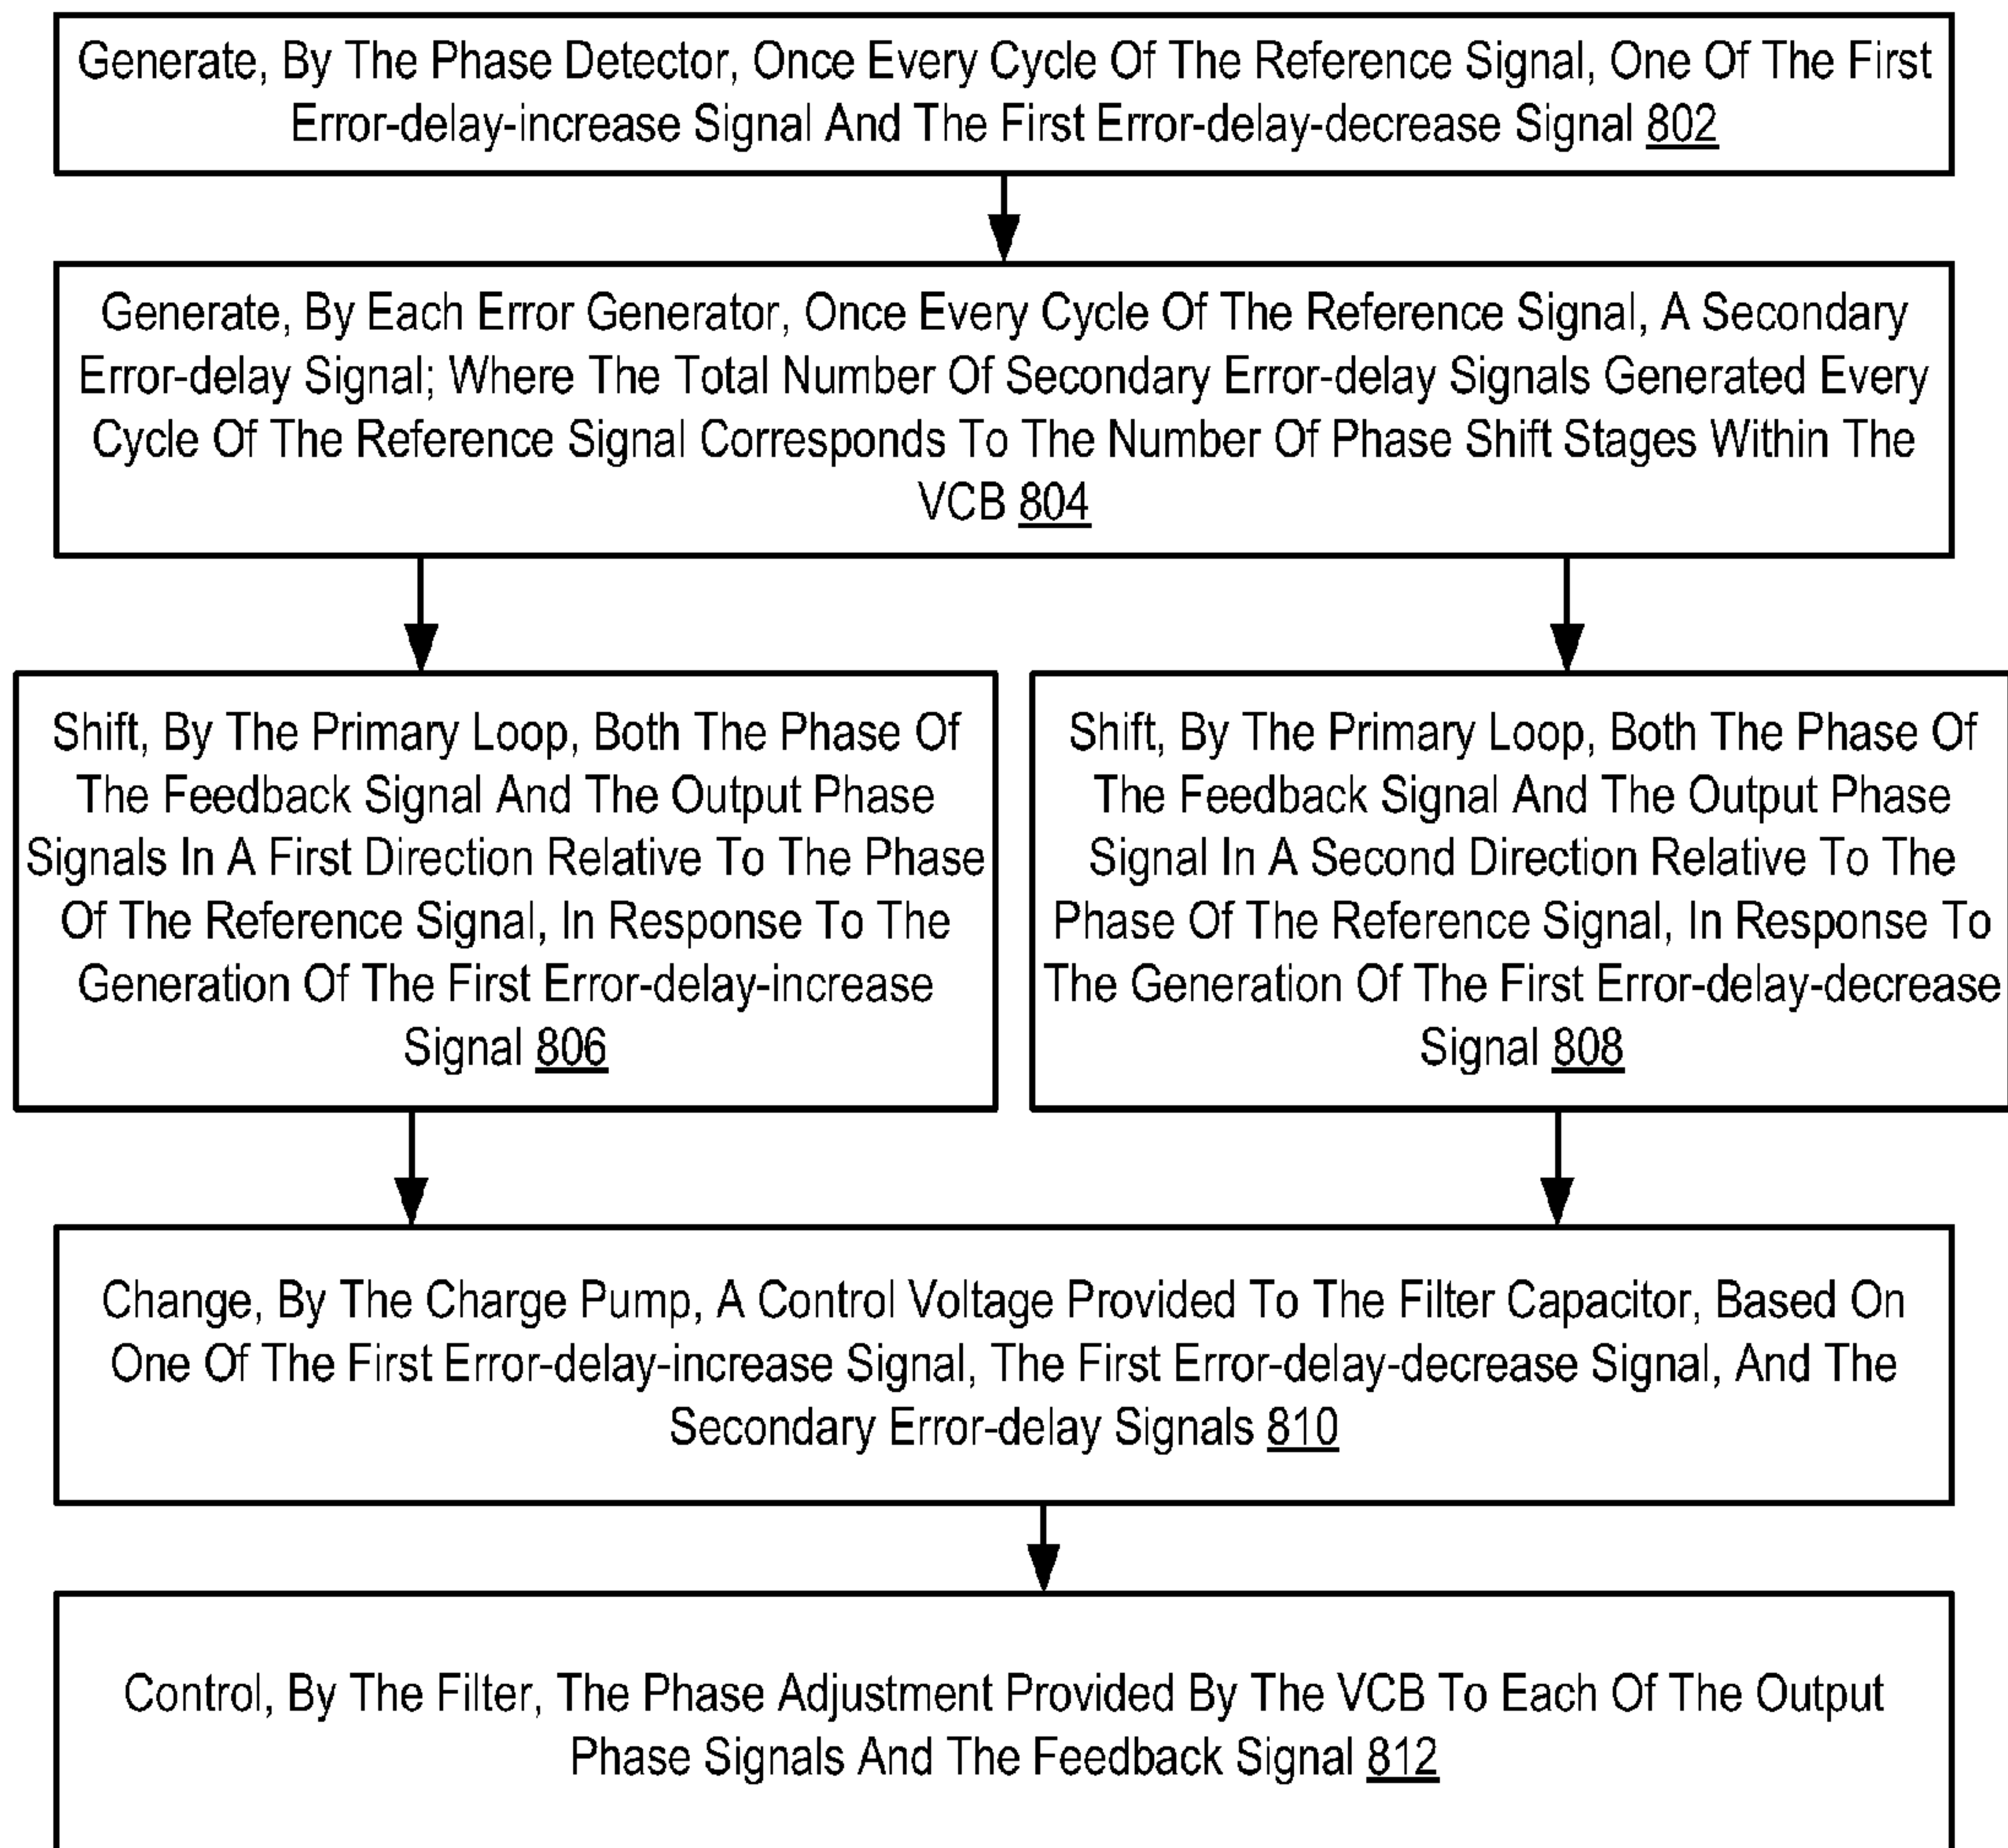 Generate, By The Phase Detector, Once Every Cycle Of The Reference Signal, One Of The First
Error-delay-increase Signal And The First Error-delay-decrease Signal 802
Generate, By Each Error Generator, Once Every Cycle Of The Reference Signal, A Secondary
Error-delay Signal; Where The Total Number Of Secondary Error-delay Signals Generated Every
Cycle Of The Reference Signal Corresponds To The Number Of Phase Shift Stages Within The
VCB 804
Shift, By The Primary Loop, Both The Phase Of
The Feedback Signal And The Output Phase
Signals In A First Direction Relative To The Phase
Of The Reference Signal, In Response To The
Generation Of The First Error-delay-increase
Signal 806
Shift, By The Primary Loop, Both The Phase Of
The Feedback Signal And The Output Phase
Signal In A Second Direction Relative To The
Phase Of The Reference Signal, In Response To
The Generation Of The First Error-delay-decrease
Signal 808
Change, By The Charge Pump, A Control Voltage Provided To The Filter Capacitor, Based On
One Of The First Error-delay-increase Signal, The First Error-delay-decrease Signal, And The
Secondary Error-delay Signals 810
Control, By The Filter, The Phase Adjustment Provided By The VCB To Each Of The Output
Phase Signals And The Feedback Signal 812